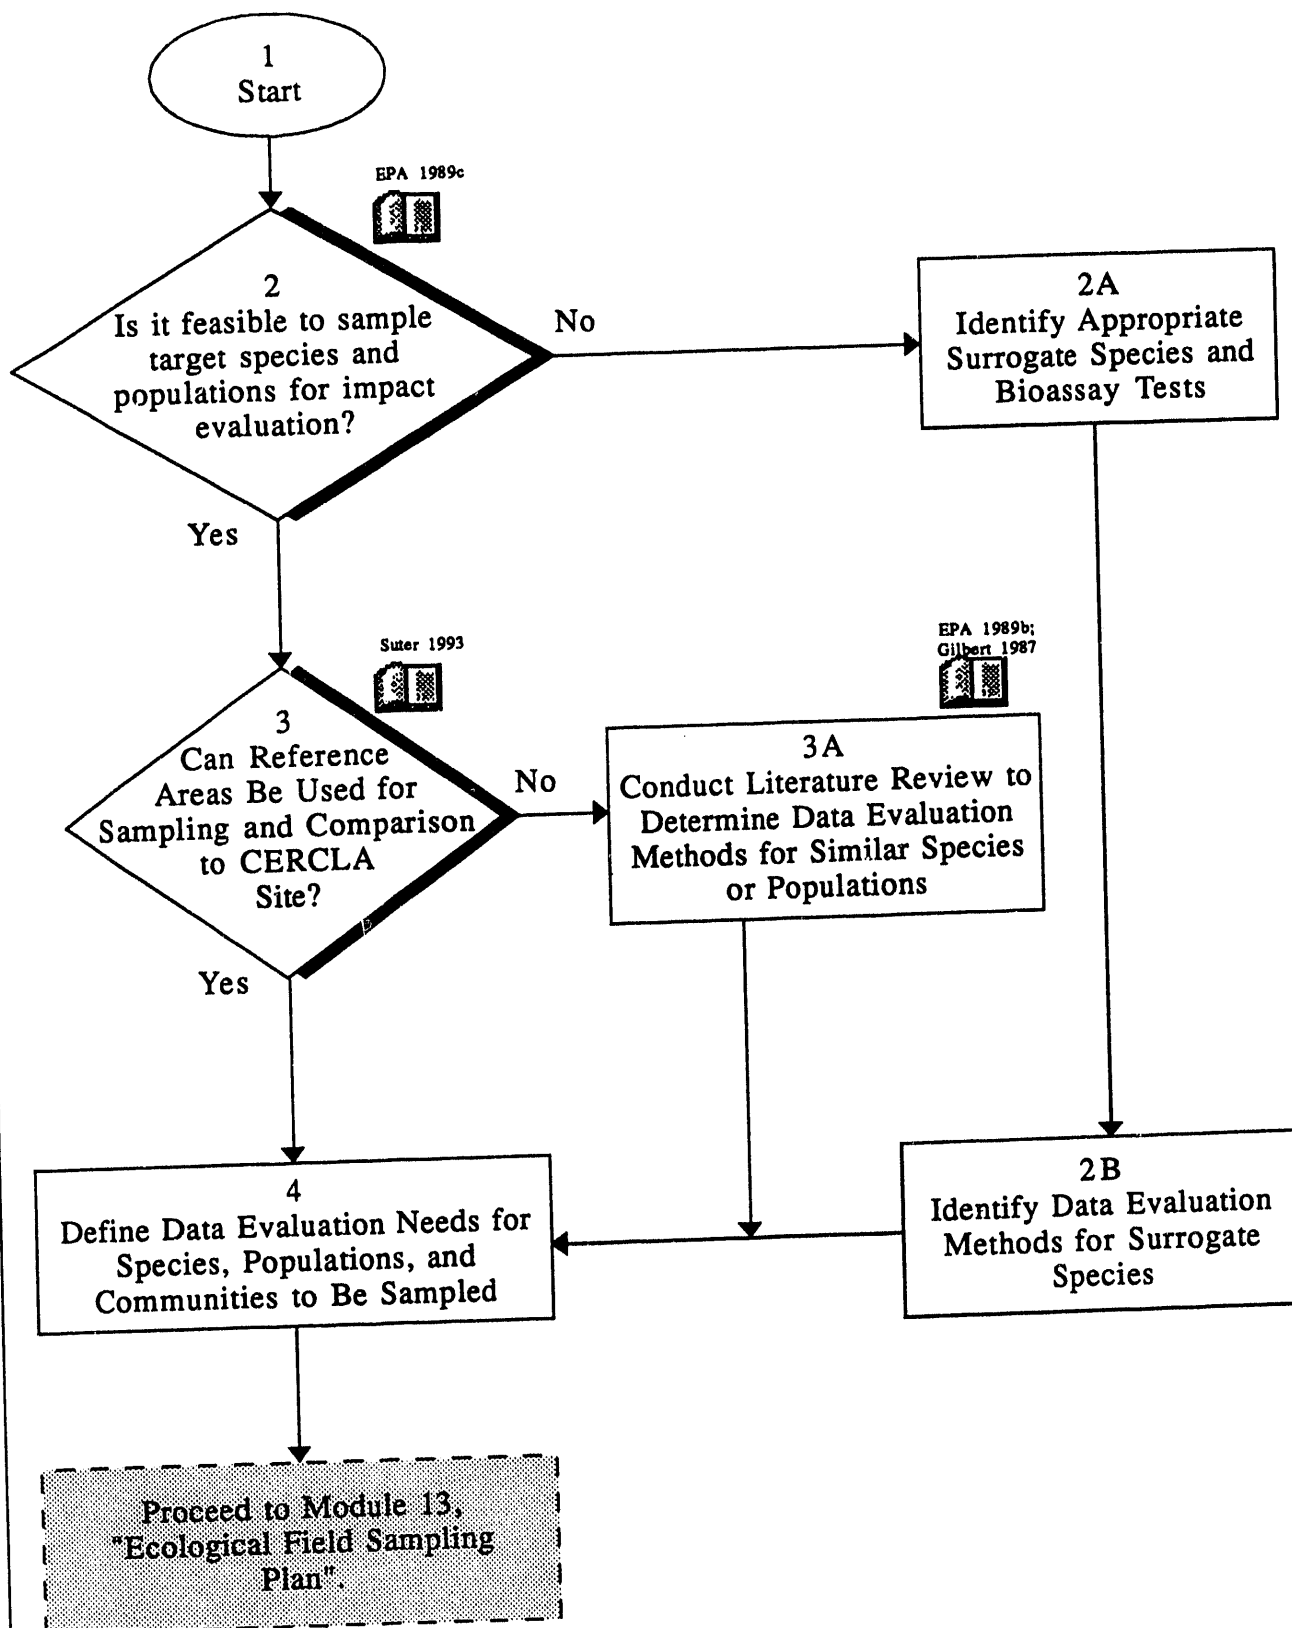 1
Start
EPA 1989c
2
Is it feasible to sample
target species and
populations for impact
evaluation?
No
2A
Identify Appropriate
Surrogate Species and
Bioassay Tests
Yes
Suter 1993
EPA 1989b;
Gilbert 1987
3
Can Reference
Areas Be Used for
Sampling and Comparison
to CERCLA
Site?
No
3A
Conduct Literature Review to
Determine Data Evaluation
Methods for Similar Species
or Populations
Yes
4
Define Data Evaluation Needs for
Species, Populations, and
Communities to Be Sampled
2B
Identify Data Evaluation
Methods for Surrogate
Species
Proceed to Module 13,
"Ecological Field Sampling
Plan".